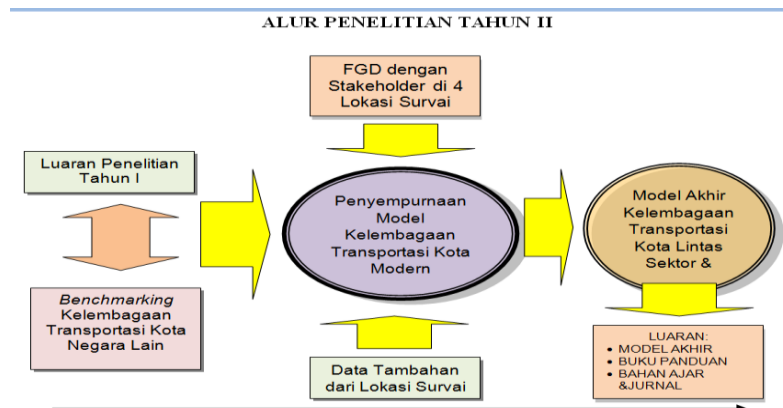 ALUR PENELITIAN TAHUN II
FGD dengan
Stakeholder di 4
Lokasi Survai
Luaran Penelitian
Tahun I
Benchmarking
Kelembagaan
Transportasi Kota
Negara Lain
Penyempurnaan
Model
Kelembagaan
Transportasi Kota
Modern
Data Tambahan
dari Lokasi Survai
Model Akhir
Kelembagaan
Transportasi
Kota Lintas
Sektor &
LUARAN:
• MODEL AKHIR
• BUKU PANDUAN
• BAHAN AJAR
&JURNAL